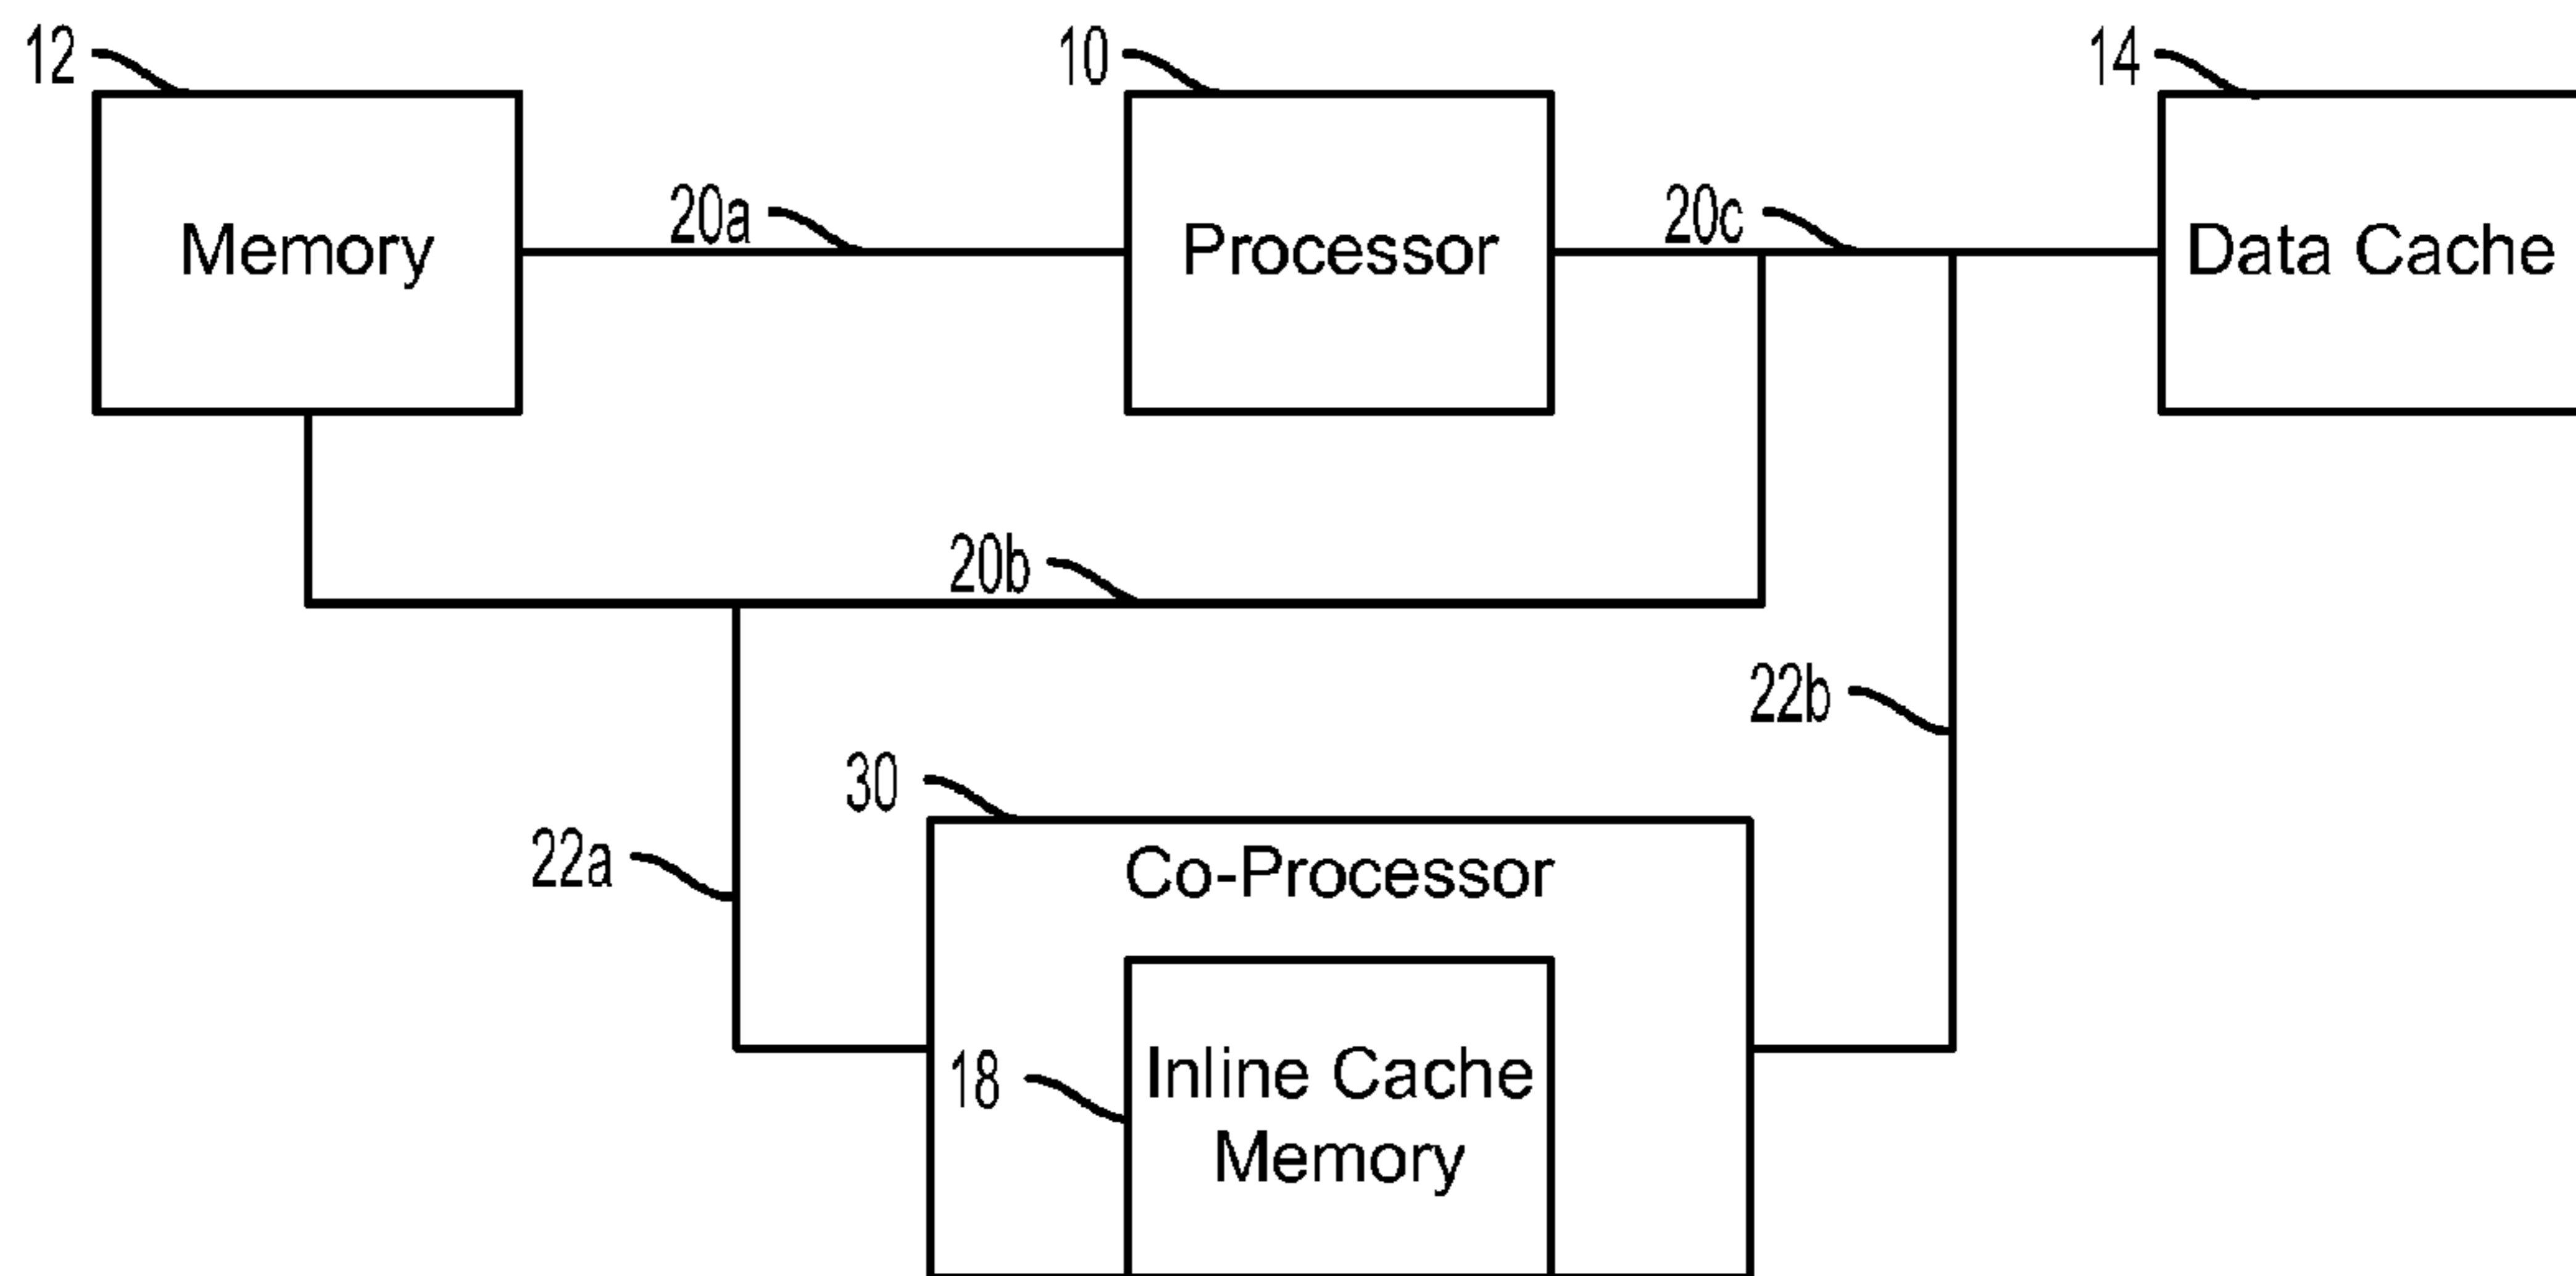 12
10
14
Memory
20a
Processor
20c
Data Cache
20b
22b
30
22a
Co-Processor
18
Inline Cache
Memory